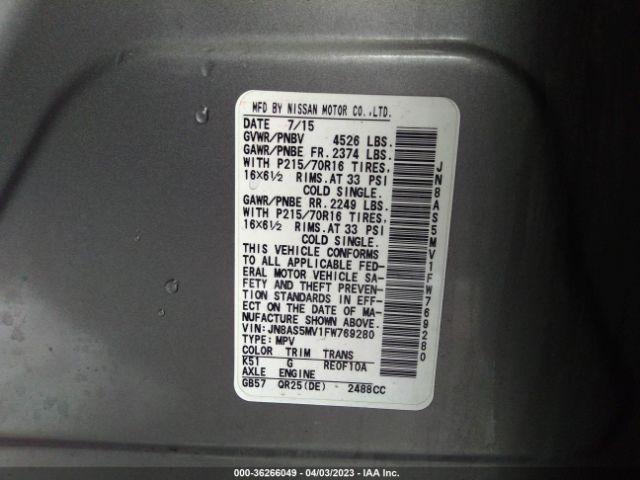 MFD BY NISSAN MOTOR CO.,LTD.
DATE 7/15
GVWR/PNBV 4526 LBS.
GAWR/PNBE FR. 2374 LBS.
WITH P215/70R16 TIRES,
16X6½ RIMS. AT 33 PSI
COLD SINGLE.
GAWR/PNBE RR. 2249 LBS.
WITH P215/70R16 TIRES,
16X6½ RIMS. AT 33 PSI
COLD SINGLE.
THIS VEHICLE CONFORMS
TO ALL APPLICABLE FED-
ERAL MOTOR VEHICLE SA-
FETY AND THEFT PREVEN-
TION STANDARDS IN EFF-
ECT ON THE DATE OF MA-
NUFACTURE SHOWN ABOVE.
VIN: JN8AS5MV1FW769280
TYPE: MPV
COLOR TRIM TRANS
K51 G RE0F10A
AXLE ENGINE
GB57 QR25(DE) 2488CC
JN8AS5MV1FW769280
000-36266049 - 04/03/2023 - IAA Inc.